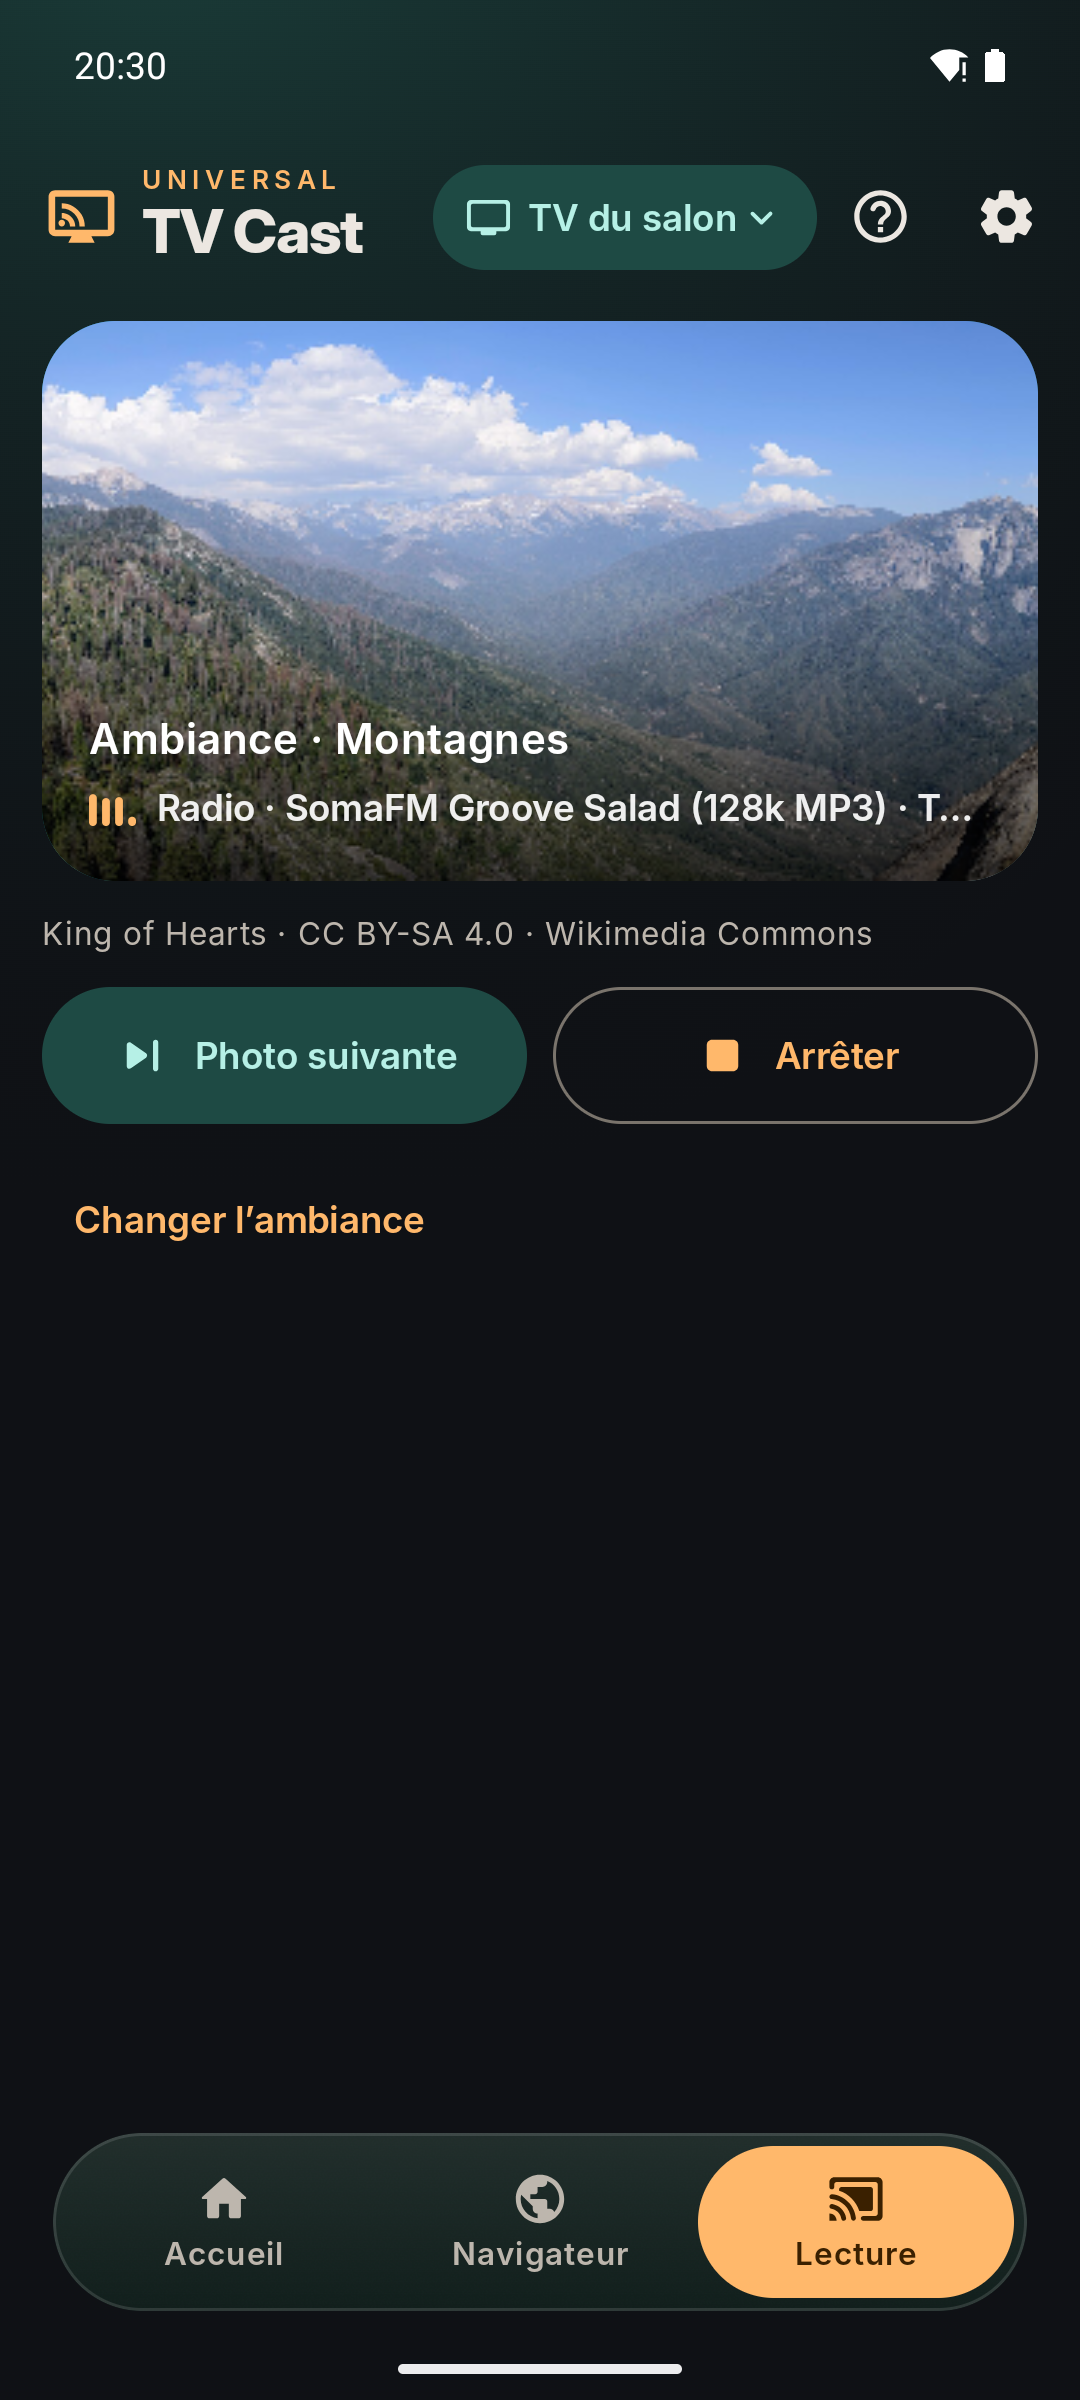 20:30
UNIVERSAL
TV Cast
TV du salon
Ambiance · Montagnes
Radio · SomaFM Groove Salad (128k MP3) · T...
King of Hearts · CC BY-SA 4.0 · Wikimedia Commons
Photo suivante
Arrêter
Changer l’ambiance
Accueil
Navigateur
Lecture